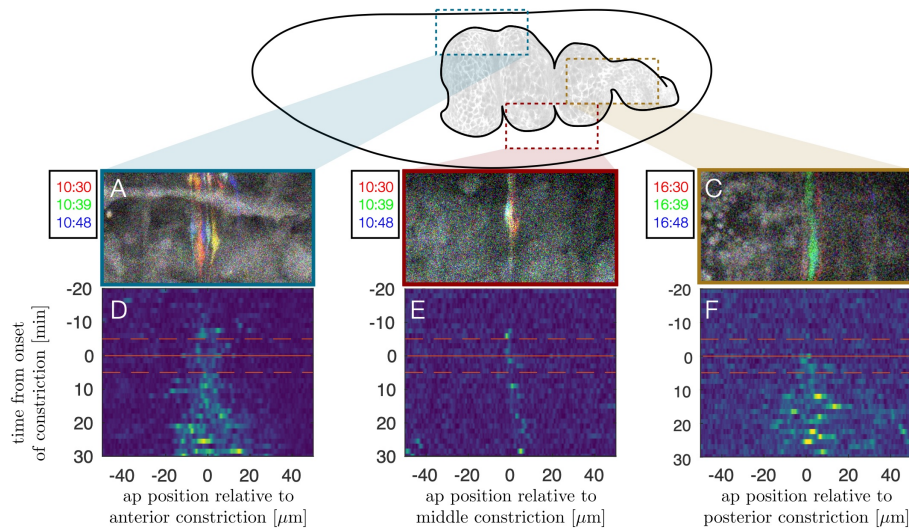 10:30
10:39
10:48
A
10:30
10:39
10:48
16:30
16:39
16:48
C
-20
-10
0
10
20
30
time from onset
of constriction [min]
D
-40 -20 0 20 40
ap position relative to
anterior constriction [μm]
-20
-10
0
10
20
30
E
-40 -20 0 20 40
ap position relative to
middle constriction [μm]
-20
-10
0
10
20
30
F
-40 -20 0 20 40
ap position relative to
posterior constriction [μm]